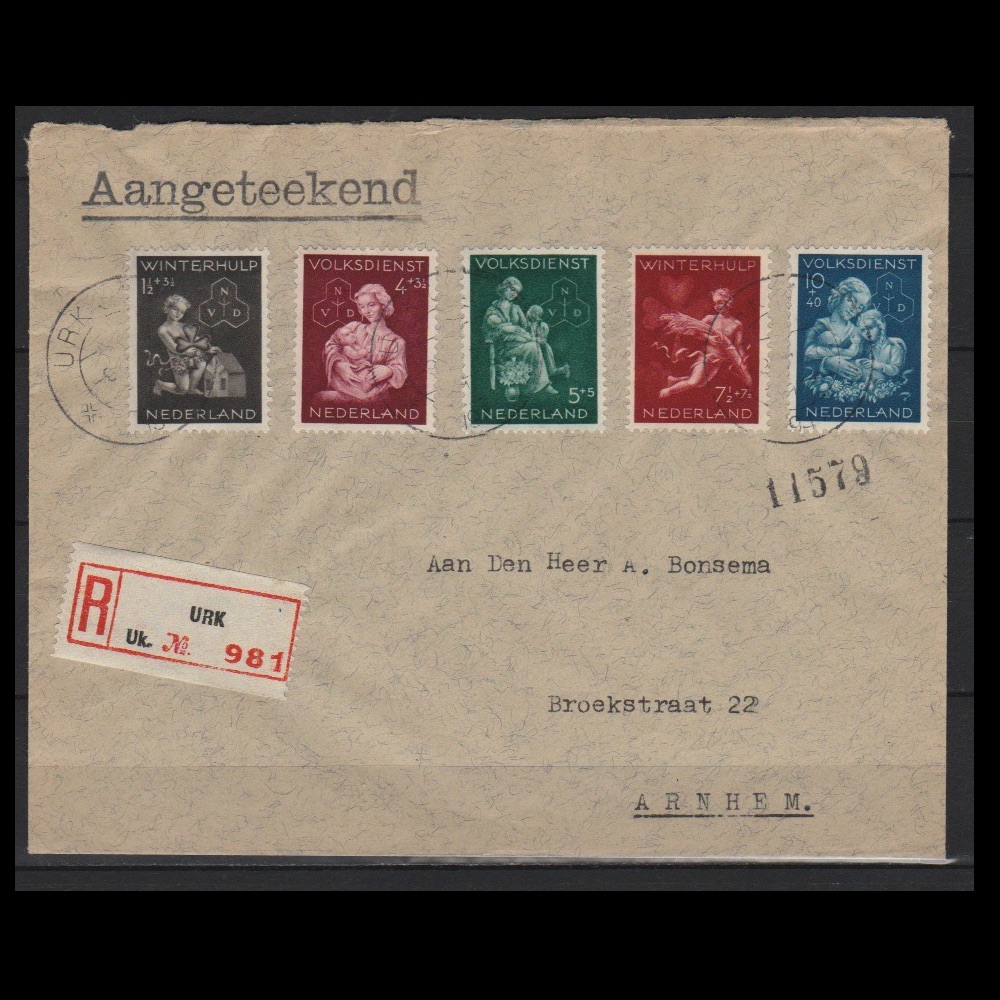 Aangeteekend
WINTERHULP
1½+3½
N
V D
NEDERLAND
VOLKSDIENST
4+3½
N
V D
NEDERLAND
VOLKSDIENST
N
V D
5+5
NEDERLAND
WINTERHULP
7½+7½
NEDERLAND
VOLKSDIENST
10
+
40
N
V D
NEDERLAND
URK
11579
Aan Den Heer A. Bonsema
R
URK
Uk. No. 981
Broekstraat 22
ARNHEM.